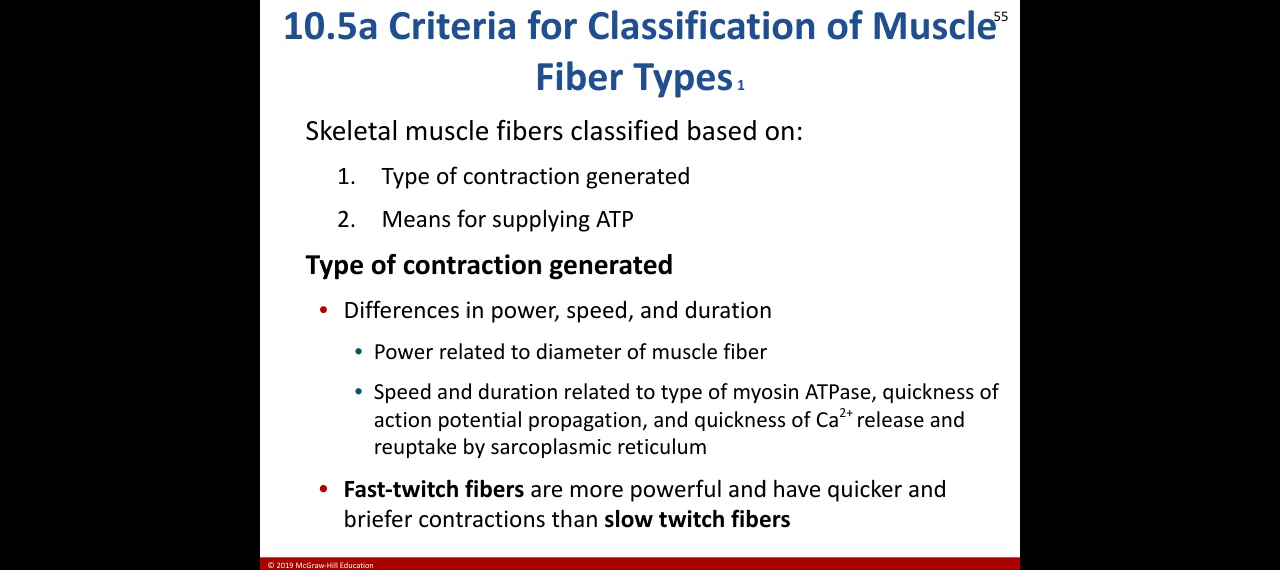 10.5a Criteria for Classification of Muscle
55
Fiber Types 1
Skeletal muscle fibers classified based on:
1. Type of contraction generated
2. Means for supplying ATP
Type of contraction generated
• Differences in power, speed, and duration
• Power related to diameter of muscle fiber
• Speed and duration related to type of myosin ATPase, quickness of
action potential propagation, and quickness of Ca²⁺ release and
reuptake by sarcoplasmic reticulum
• Fast-twitch fibers are more powerful and have quicker and
briefer contractions than slow twitch fibers
© 2019 McGraw-Hill Education